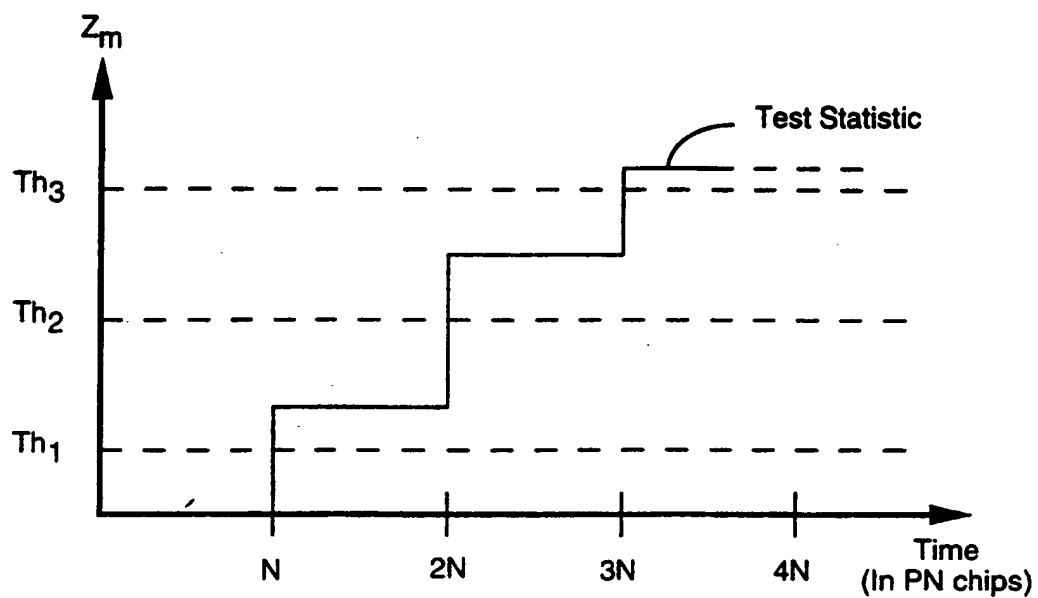 Zm
Test Statistic
Th3
Th2
Th1
N 2N 3N 4N
Time
(In PN chips)